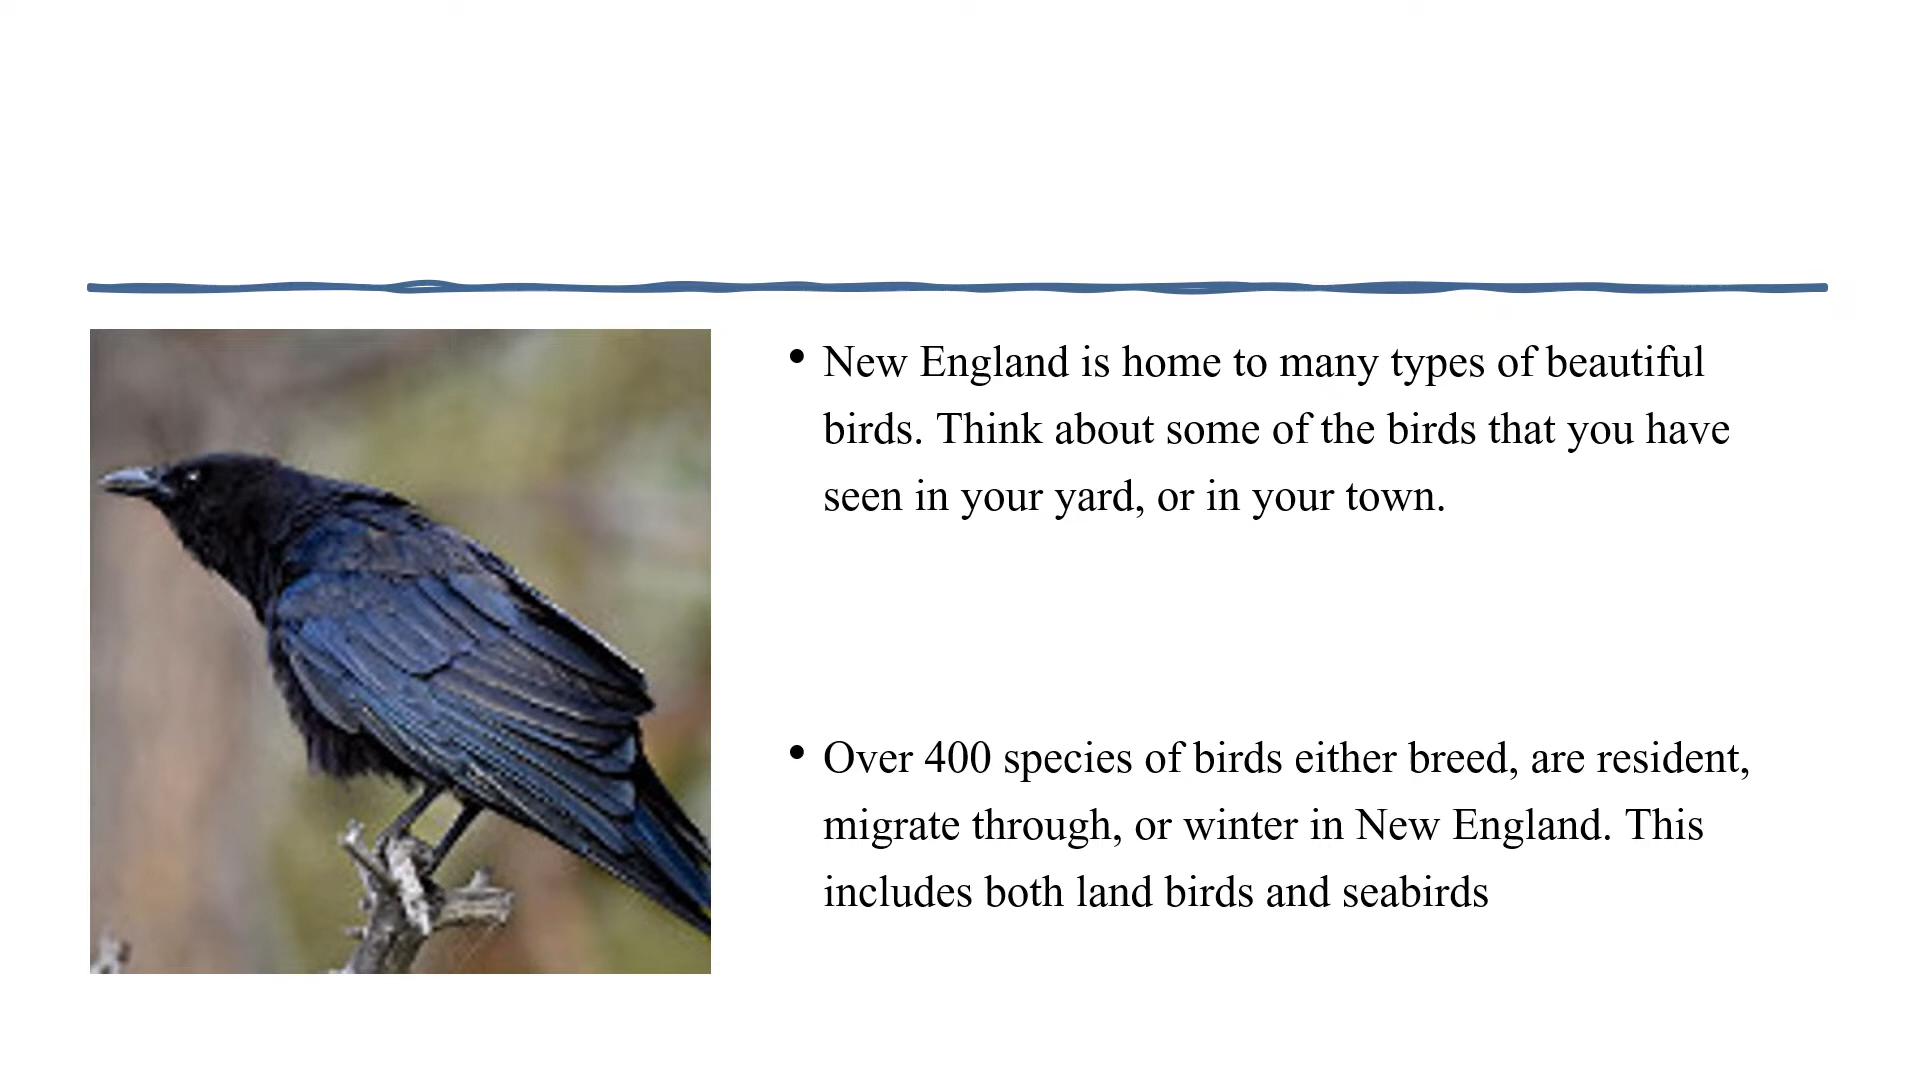 • New England is home to many types of beautiful
birds. Think about some of the birds that you have
seen in your yard, or in your town.
• Over 400 species of birds either breed, are resident,
migrate through, or winter in New England. This
includes both land birds and seabirds